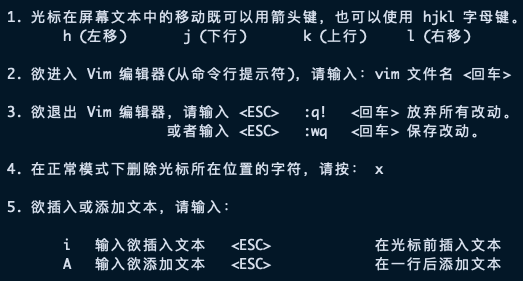 1. 光标在屏幕文本中的移动既可以用箭头键，也可以使用 hjkl 字母键。
h (左移) j (下行) k (上行) l (右移)
2. 欲进入 Vim 编辑器(从命令行提示符)，请输入：vim 文件名 <回车>
3. 欲退出 Vim 编辑器，请输入 <ESC> :q! <回车> 放弃所有改动。
或者输入 <ESC> :wq <回车> 保存改动。
4. 在正常模式下删除光标所在位置的字符，请按： x
5. 欲插入或添加文本，请输入：
i 输入欲插入文本 <ESC> 在光标前插入文本
A 输入欲添加文本 <ESC> 在一行后添加文本